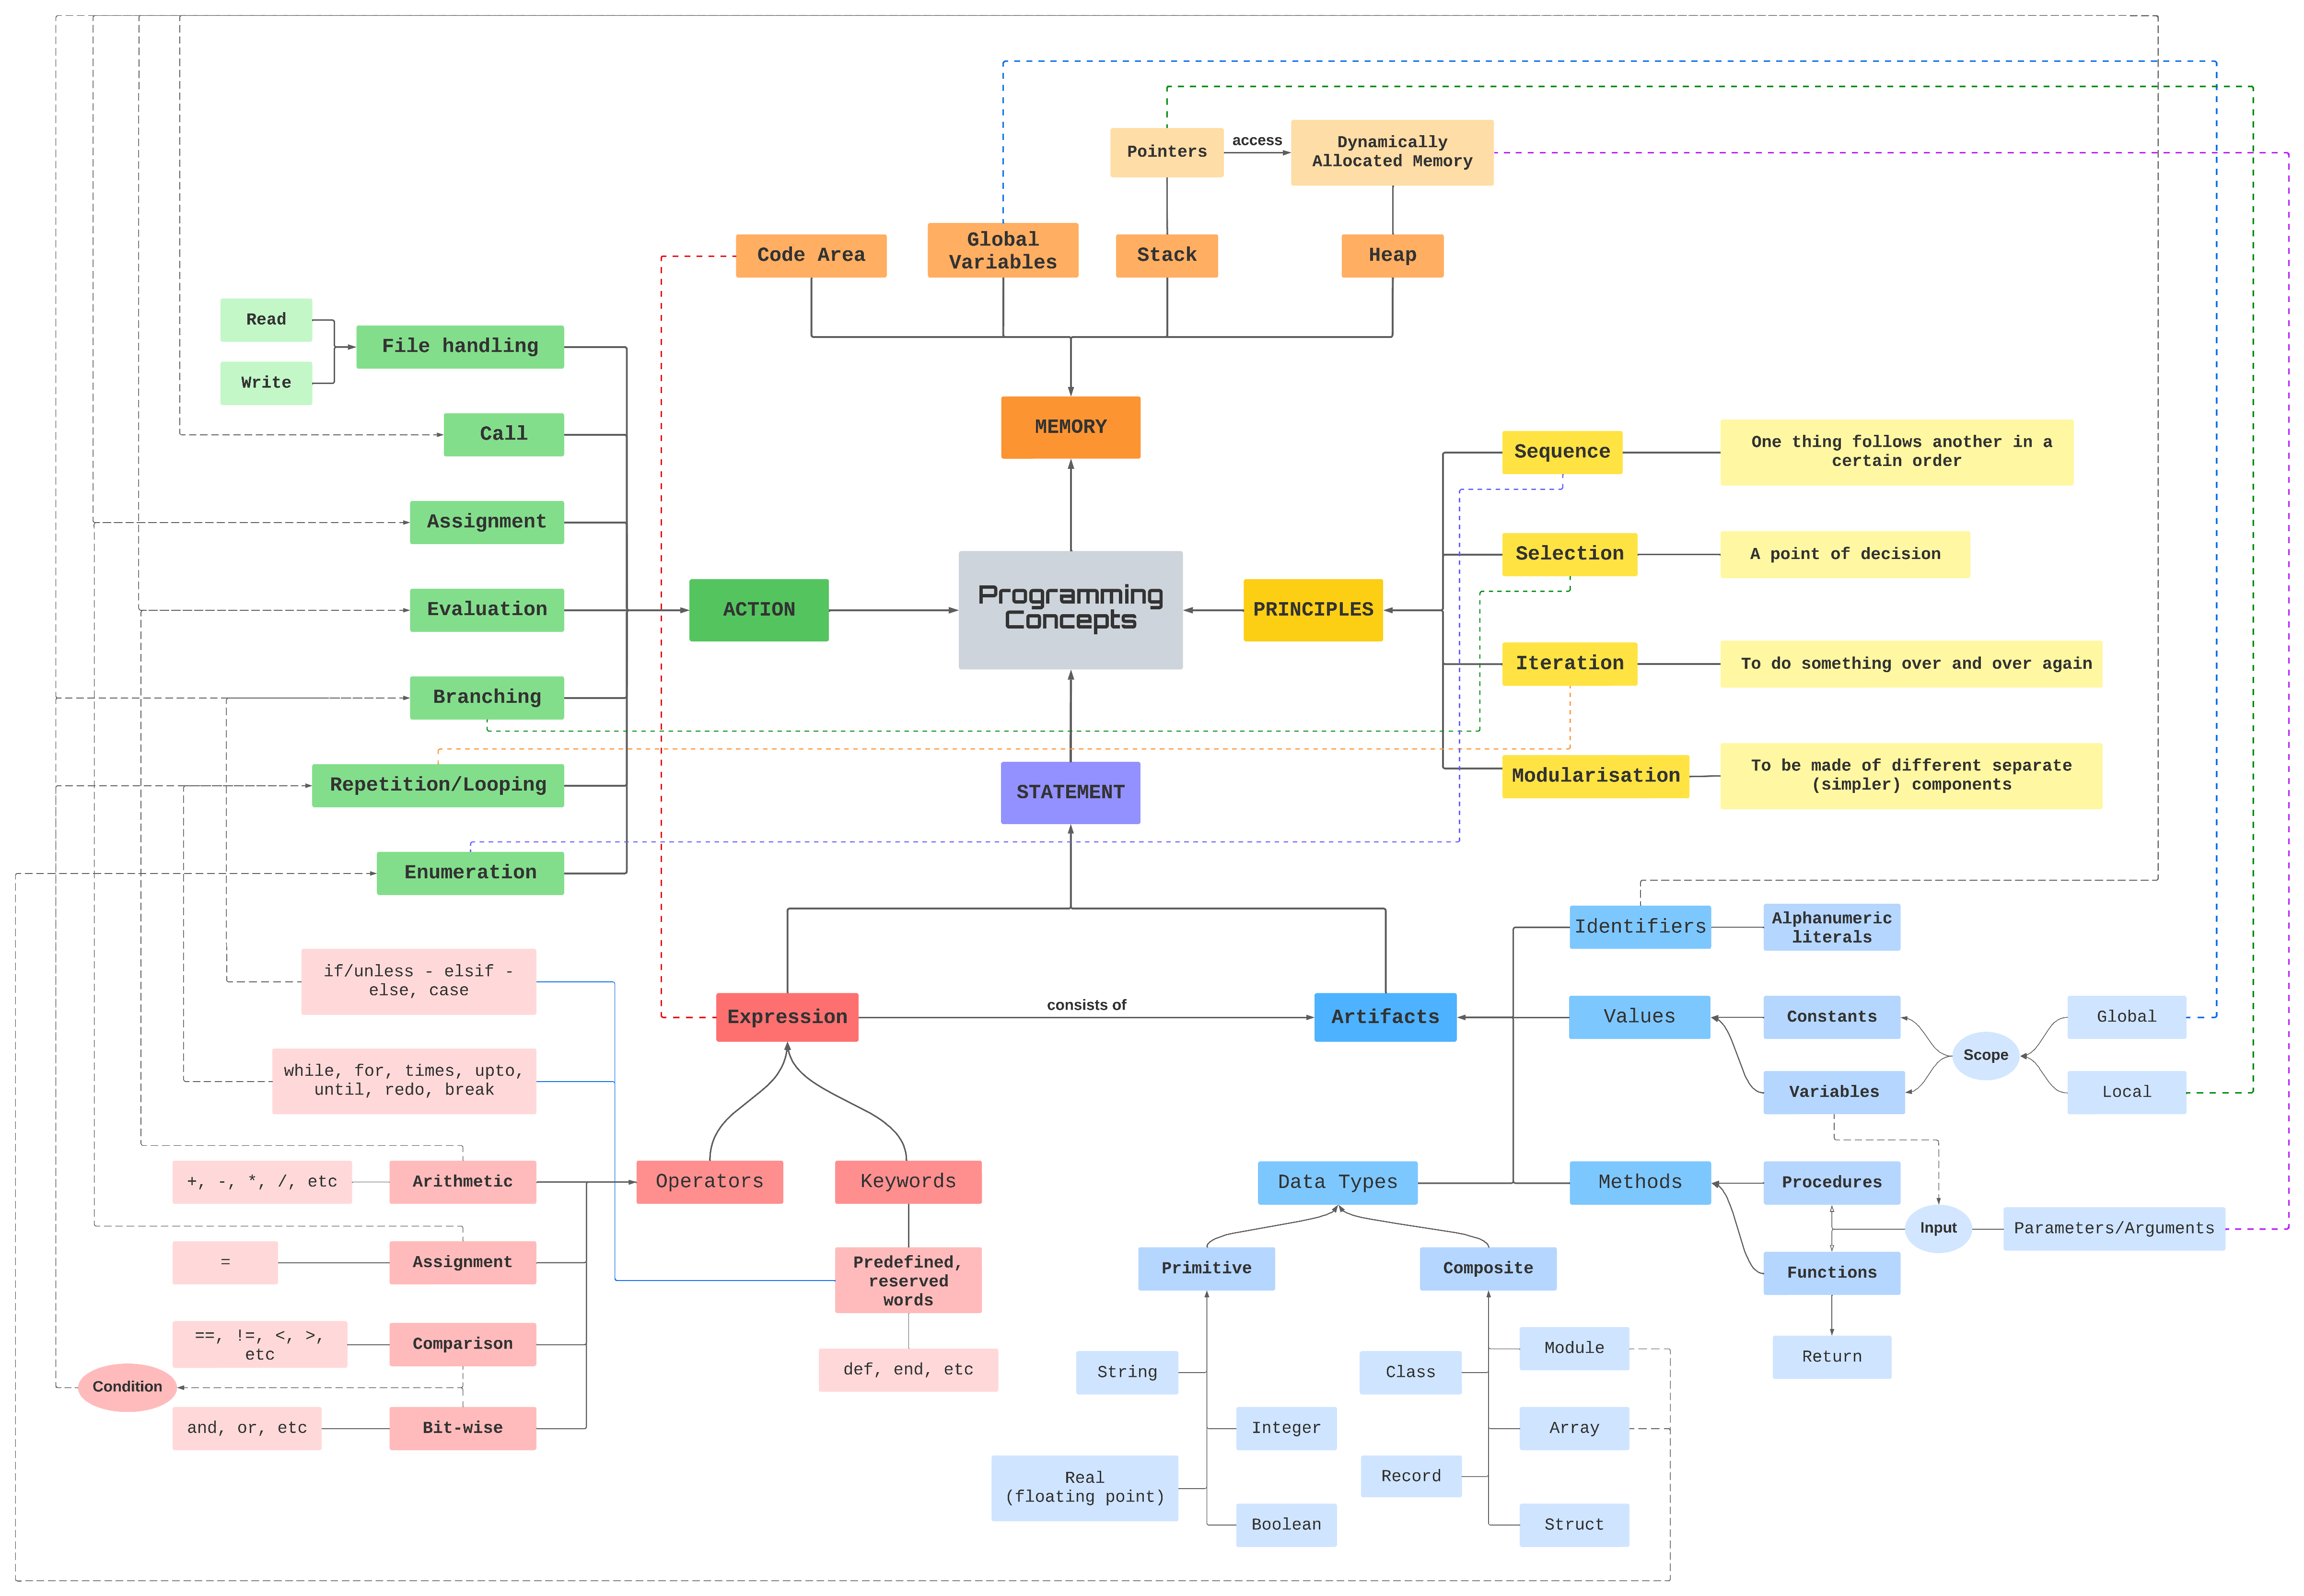 Pointers
access
Dynamically
Allocated Memory
Code Area
Global
Variables
Stack
Heap
Read
Write
File handling
Call
Assignment
Evaluation
Branching
Repetition/Looping
Enumeration
ACTION
MEMORY
Programming
Concepts
STATEMENT
PRINCIPLES
Sequence
One thing follows another in a
certain order
Selection
A point of decision
Iteration
To do something over and over again
Modularisation
To be made of different separate
(simpler) components
if/unless - elsif -
else, case
while, for, times, upto,
until, redo, break
Expression
consists of
Artifacts
Operators
Keywords
+, -, *, /, etc
Arithmetic
=
Assignment
==, !=, <, >,
etc
Comparison
Condition
and, or, etc
Bit-wise
Predefined,
reserved
words
def, end, etc
Identifiers
Alphanumeric
literals
Values
Constants
Variables
Scope
Global
Local
Data Types
Methods
Procedures
Functions
Input
Parameters/Arguments
Return
Primitive
Composite
String
Integer
Real
(floating point)
Boolean
Module
Class
Array
Record
Struct